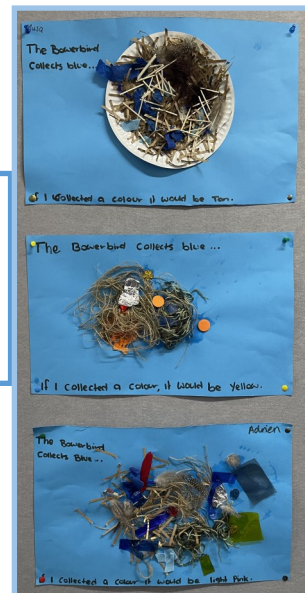 The Bowerbird
Collects blue...
If I collected a colour it would be Tan.
The Bowerbird Collects blue...
If I collected a colour, it would be Yellow.
Adrien
The Bowerbird
Collects Blue...
I collected a colour it would be light Pink.